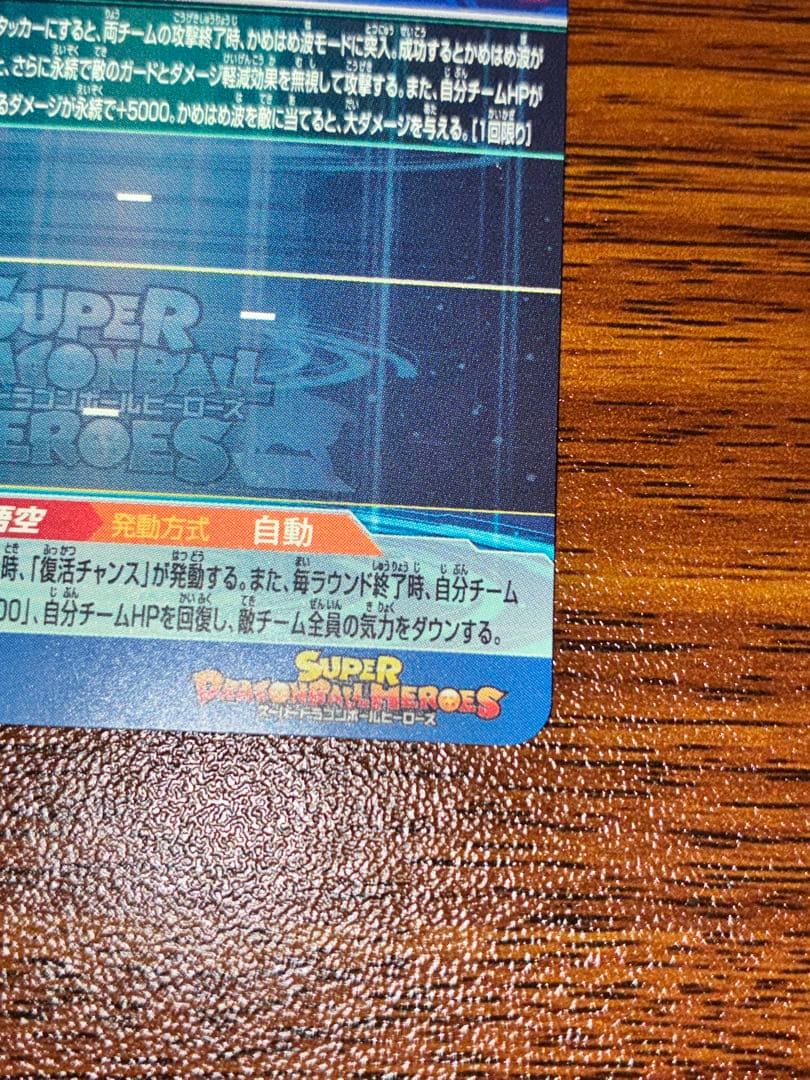 タッカーにすると、両チームの攻撃終了時、かめはめ波モードに突入。成功するとかめはめ波が
と、さらに永続で敵のガードとダメージ軽減効果を無視して攻撃する。また、自分チームHPが
るダメージが永続で+5000。かめはめ波を敵に当てると、大ダメージを与える。[1回限り]
SUPER
DRAGONBALL
ドラゴンボールヒーローズ
HEROES
悟空 発動方式 自動
時、「復活チャンス」が発動する。また、毎ラウンド終了時、自分チーム
00」、自分チームHPを回復し、敵チーム全員の気力をダウンする。
SUPER
DRAGONBALL HEROES
スーパードラゴンボールヒーローズ